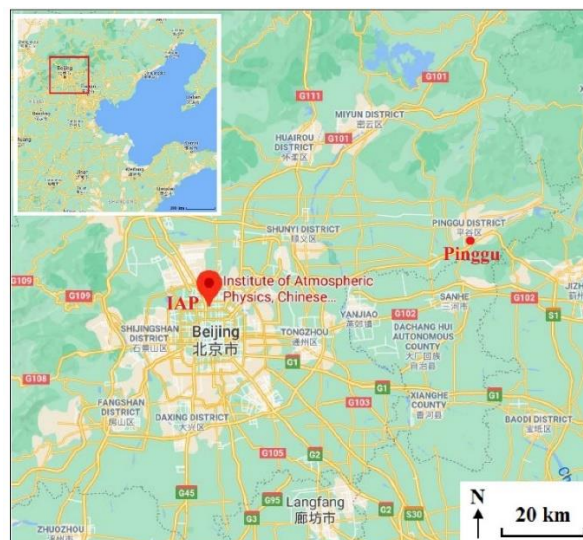 Beijing
G101
G111
MIYUN DISTRICT
密云区
HUAIROU DISTRICT
怀柔区
G101
SHUNYI DISTRICT
顺义区
PINGGU DISTRICT
平谷区
Pinggu
G109
G109
IAP
Institute of Atmospheric
Physics, Chinese...
G102
G102
SANHE
三河市
YANJIAO
燕郊镇
S1
SHIJINGSHAN
DISTRICT
石景山区
Beijing
北京市
TONGZHOU
通州区
DACHANG HUI
AUTONOMOUS
COUNTY
大厂回族
自治县
G1
G108
G1
G1
G103
XIANGHE
COUNTY
香河县
FANGSHAN
DISTRICT
房山区
DAXING DISTRICT
大兴区
BAODI DISTRICT
宝坻区
G105
G2
G45
G95
G3
G2
Langfang
廊坊市
S30
ZHUOZHOU
涿州市
N
20 km